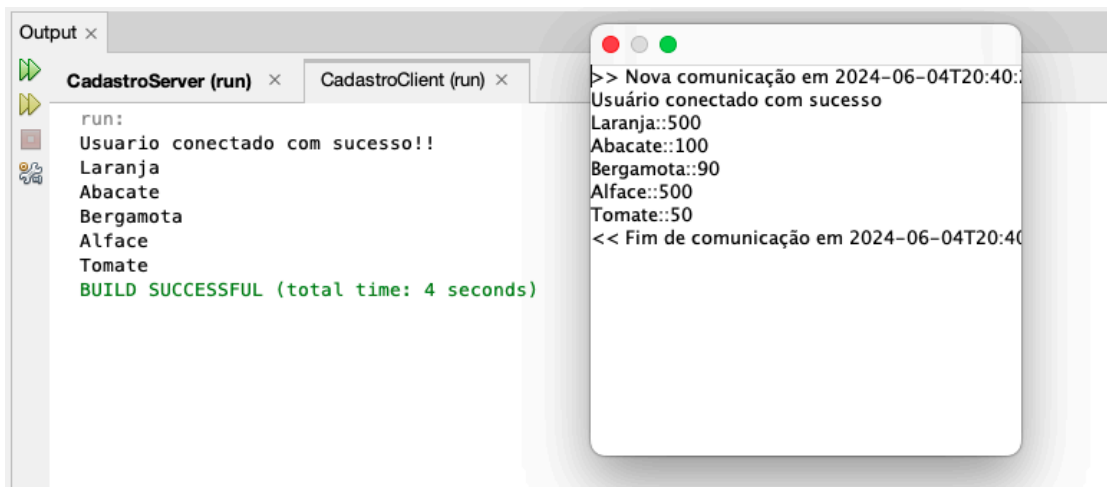 Output ×
CadastroServer (run) ×
CadastroClient (run) ×
run:
Usuario conectado com sucesso!!
Laranja
Abacate
Bergamota
Alface
Tomate
BUILD SUCCESSFUL (total time: 4 seconds)
>> Nova comunicação em 2024-06-04T20:40:
Usuário conectado com sucesso
Laranja::500
Abacate::100
Bergamota::90
Alface::500
Tomate::50
<< Fim de comunicação em 2024-06-04T20:40